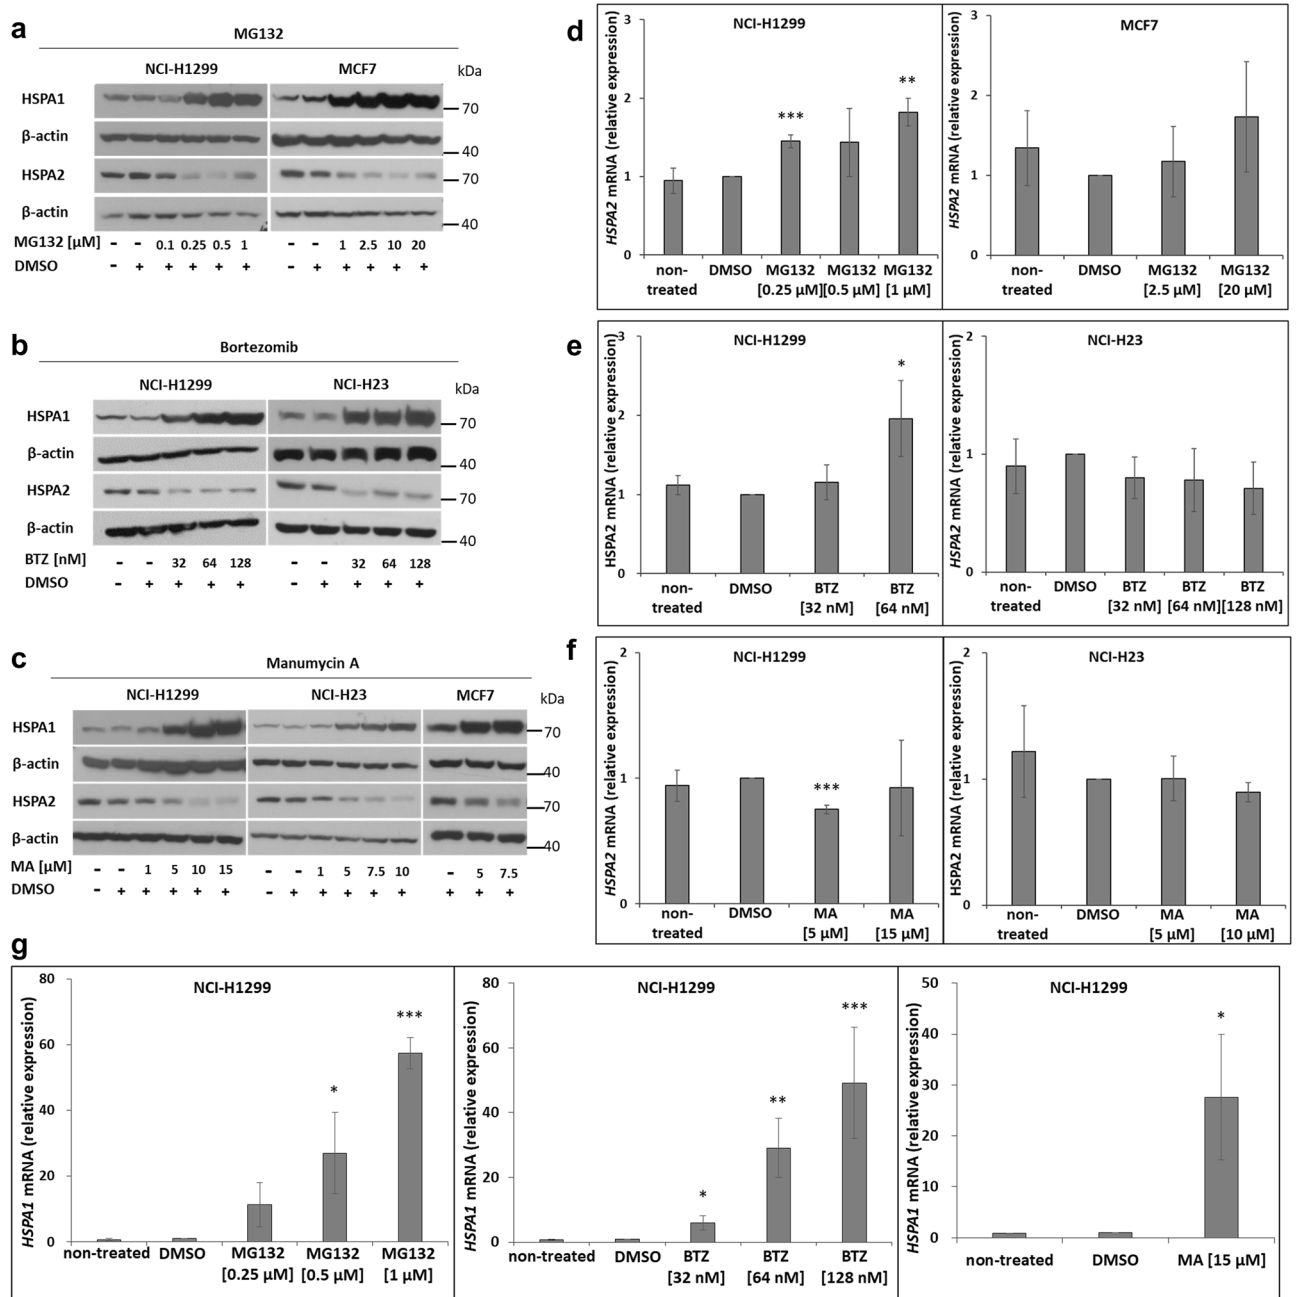 a
MG132
NCI-H1299 MCF7 kDa
HSPA1 70
β-actin 40
HSPA2 70
β-actin 40
MG132 [µM] - - 0.1 0.25 0.5 1 - - 1 2.5 10 20
DMSO - + + + + + - + + + + +
b
Bortezomib
NCI-H1299 NCI-H23 kDa
HSPA1 70
β-actin 40
HSPA2 70
β-actin 40
BTZ [nM] - - 32 64 128 - - 32 64 128
DMSO - + + + + - + + + +
c
Manumycin A
NCI-H1299 NCI-H23 MCF7 kDa
HSPA1 70
β-actin 40
HSPA2 70
β-actin 40
MA [µM] - - 1 5 10 15 - - 1 5 7.5 10 - 5 7.5
DMSO - + + + + + - + + + + + + + +
d
NCI-H1299
HSPA2 mRNA (relative expression)
3
2
1
0
***
**
non-treated DMSO MG132 [0.25 µM] MG132 [0.5 µM] MG132 [1 µM]
MCF7
HSPA2 mRNA (relative expression)
3
2
1
0
non-treated DMSO MG132 [2.5 µM] MG132 [20 µM]
e
NCI-H1299
HSPA2 mRNA (relative expression)
3
2
1
0
*
non-treated DMSO BTZ [32 nM] BTZ [64 nM]
NCI-H23
HSPA2 mRNA (relative expression)
2
1
0
non-treated DMSO BTZ [32 nM] BTZ [64 nM] BTZ [128 nM]
f
NCI-H1299
HSPA2 mRNA (relative expression)
2
1
0
***
non-treated DMSO MA [5 µM] MA [15 µM]
NCI-H23
HSPA2 mRNA (relative expression)
2
1
0
non-treated DMSO MA [5 µM] MA [10 µM]
g
NCI-H1299
HSPA1 mRNA (relative expression)
80
60
40
20
0
*
***
non-treated DMSO MG132 [0.25 µM] MG132 [0.5 µM] MG132 [1 µM]
NCI-H1299
HSPA1 mRNA (relative expression)
80
60
40
20
0
*
**
***
non-treated DMSO BTZ [32 nM] BTZ [64 nM] BTZ [128 nM]
NCI-H1299
HSPA1 mRNA (relative expression)
50
40
30
20
10
0
*
non-treated DMSO MA [15 µM]